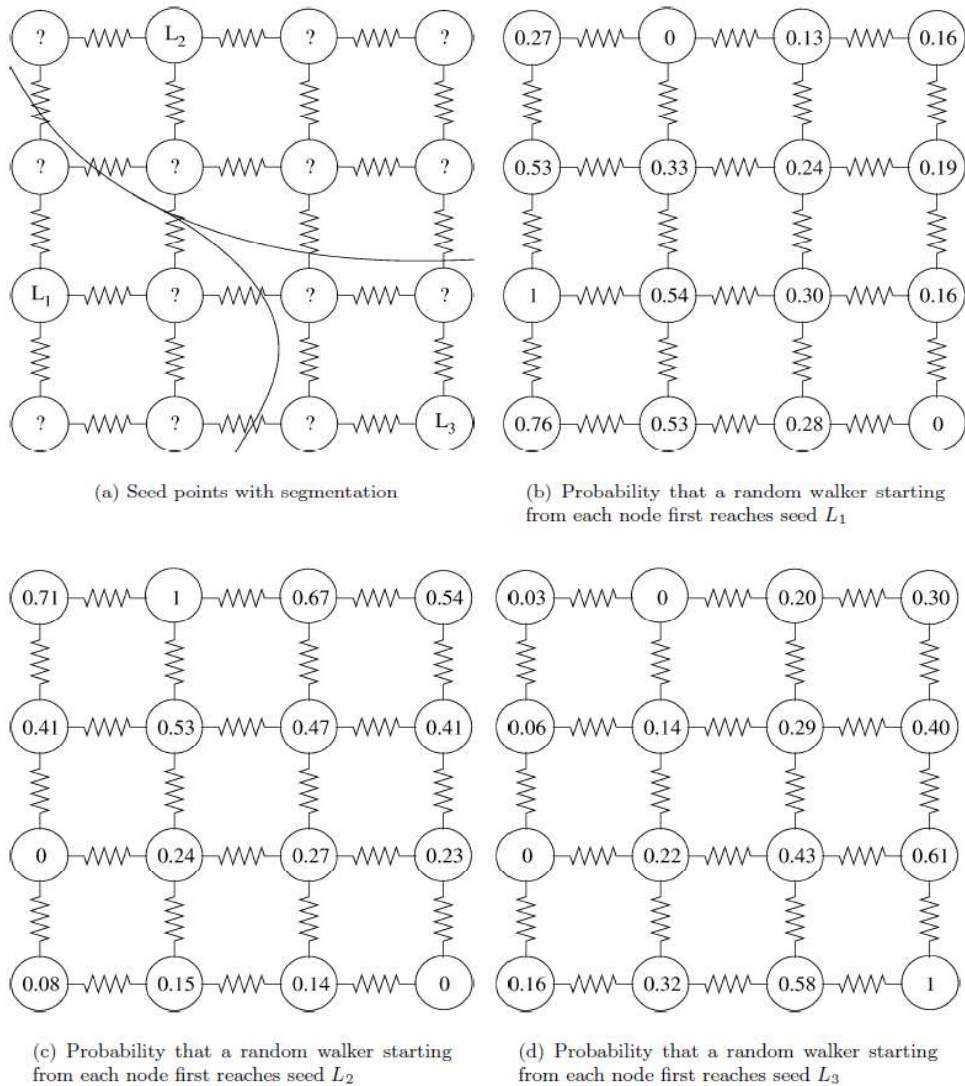 ? L2 ? ? 0.27 0 0.13 0.16
? ? ? ? 0.53 0.33 0.24 0.19
L1 ? ? ? 1 0.54 0.30 0.16
? ? ? L3 0.76 0.53 0.28 0
(a) Seed points with segmentation
(b) Probability that a random walker starting
from each node first reaches seed L1
0.71 1 0.67 0.54 0.03 0 0.20 0.30
0.41 0.53 0.47 0.41 0.06 0.14 0.29 0.40
0 0.24 0.27 0.23 0 0.22 0.43 0.61
0.08 0.15 0.14 0 0.16 0.32 0.58 1
(c) Probability that a random walker starting
from each node first reaches seed L2
(d) Probability that a random walker starting
from each node first reaches seed L3